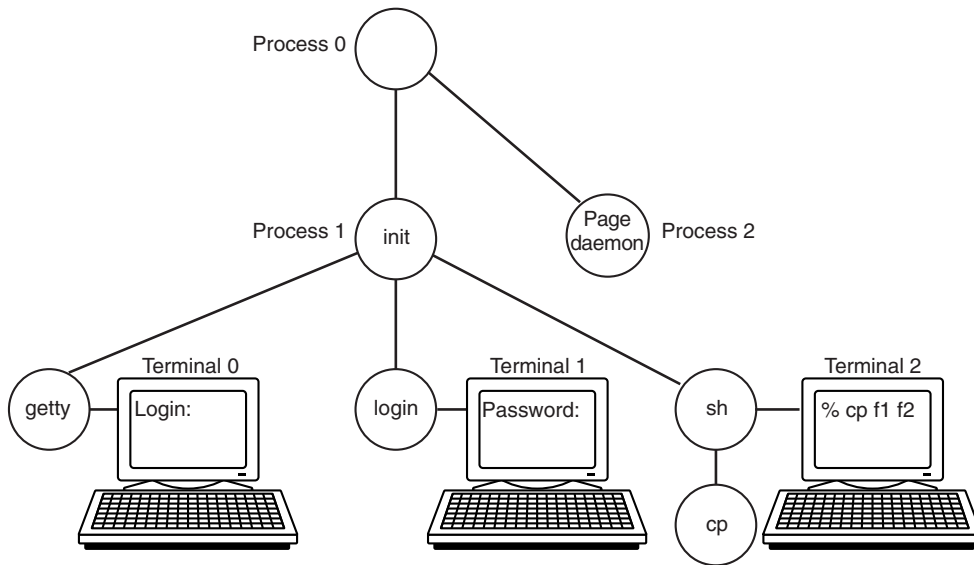 Process 0
Process 1
init
Page
daemon
Process 2
Terminal 0
Terminal 1
Terminal 2
getty
Login:
login
Password:
sh
% cp f1 f2
cp